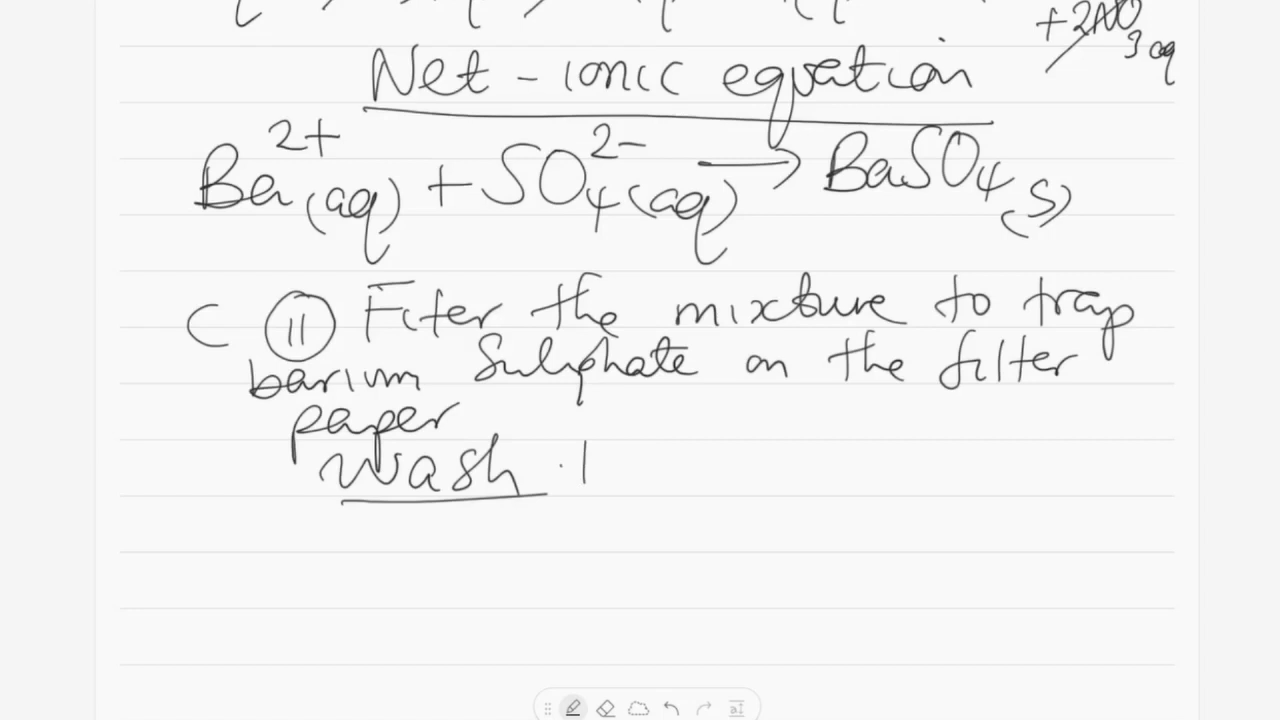 + 2NO3 aq
Net - ionic equation
Ba2+(aq) + SO42-(aq) → BaSO4(s)
C (II) Fiter the mixture to trap
barium Sulphate on the filter
paper
Wash